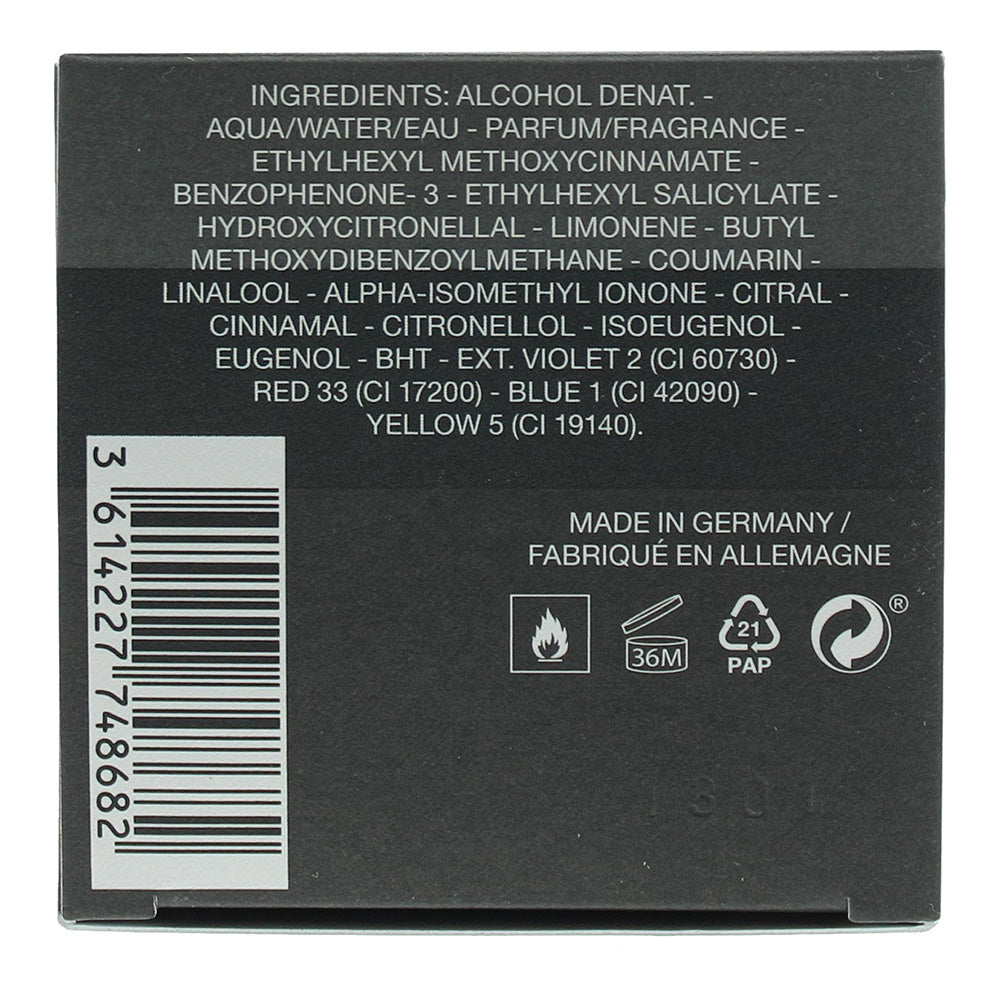 INGREDIENTS: ALCOHOL DENAT. -
AQUA/WATER/EAU - PARFUM/FRAGRANCE -
ETHYLHEXYL METHOXYCINNAMATE -
BENZOPHENONE- 3 - ETHYLHEXYL SALICYLATE -
HYDROXYCITRONELLAL - LIMONENE - BUTYL
METHOXYDIBENZOYLMETHANE - COUMARIN -
LINALOOL - ALPHA-ISOMETHYL IONONE - CITRAL -
CINNAMAL - CITRONELLOL - ISOEUGENOL -
EUGENOL - BHT - EXT. VIOLET 2 (CI 60730) -
RED 33 (CI 17200) - BLUE 1 (CI 42090) -
YELLOW 5 (CI 19140).
3 614227 748682
MADE IN GERMANY /
FABRIQUÉ EN ALLEMAGNE
36M
21
PAP
®